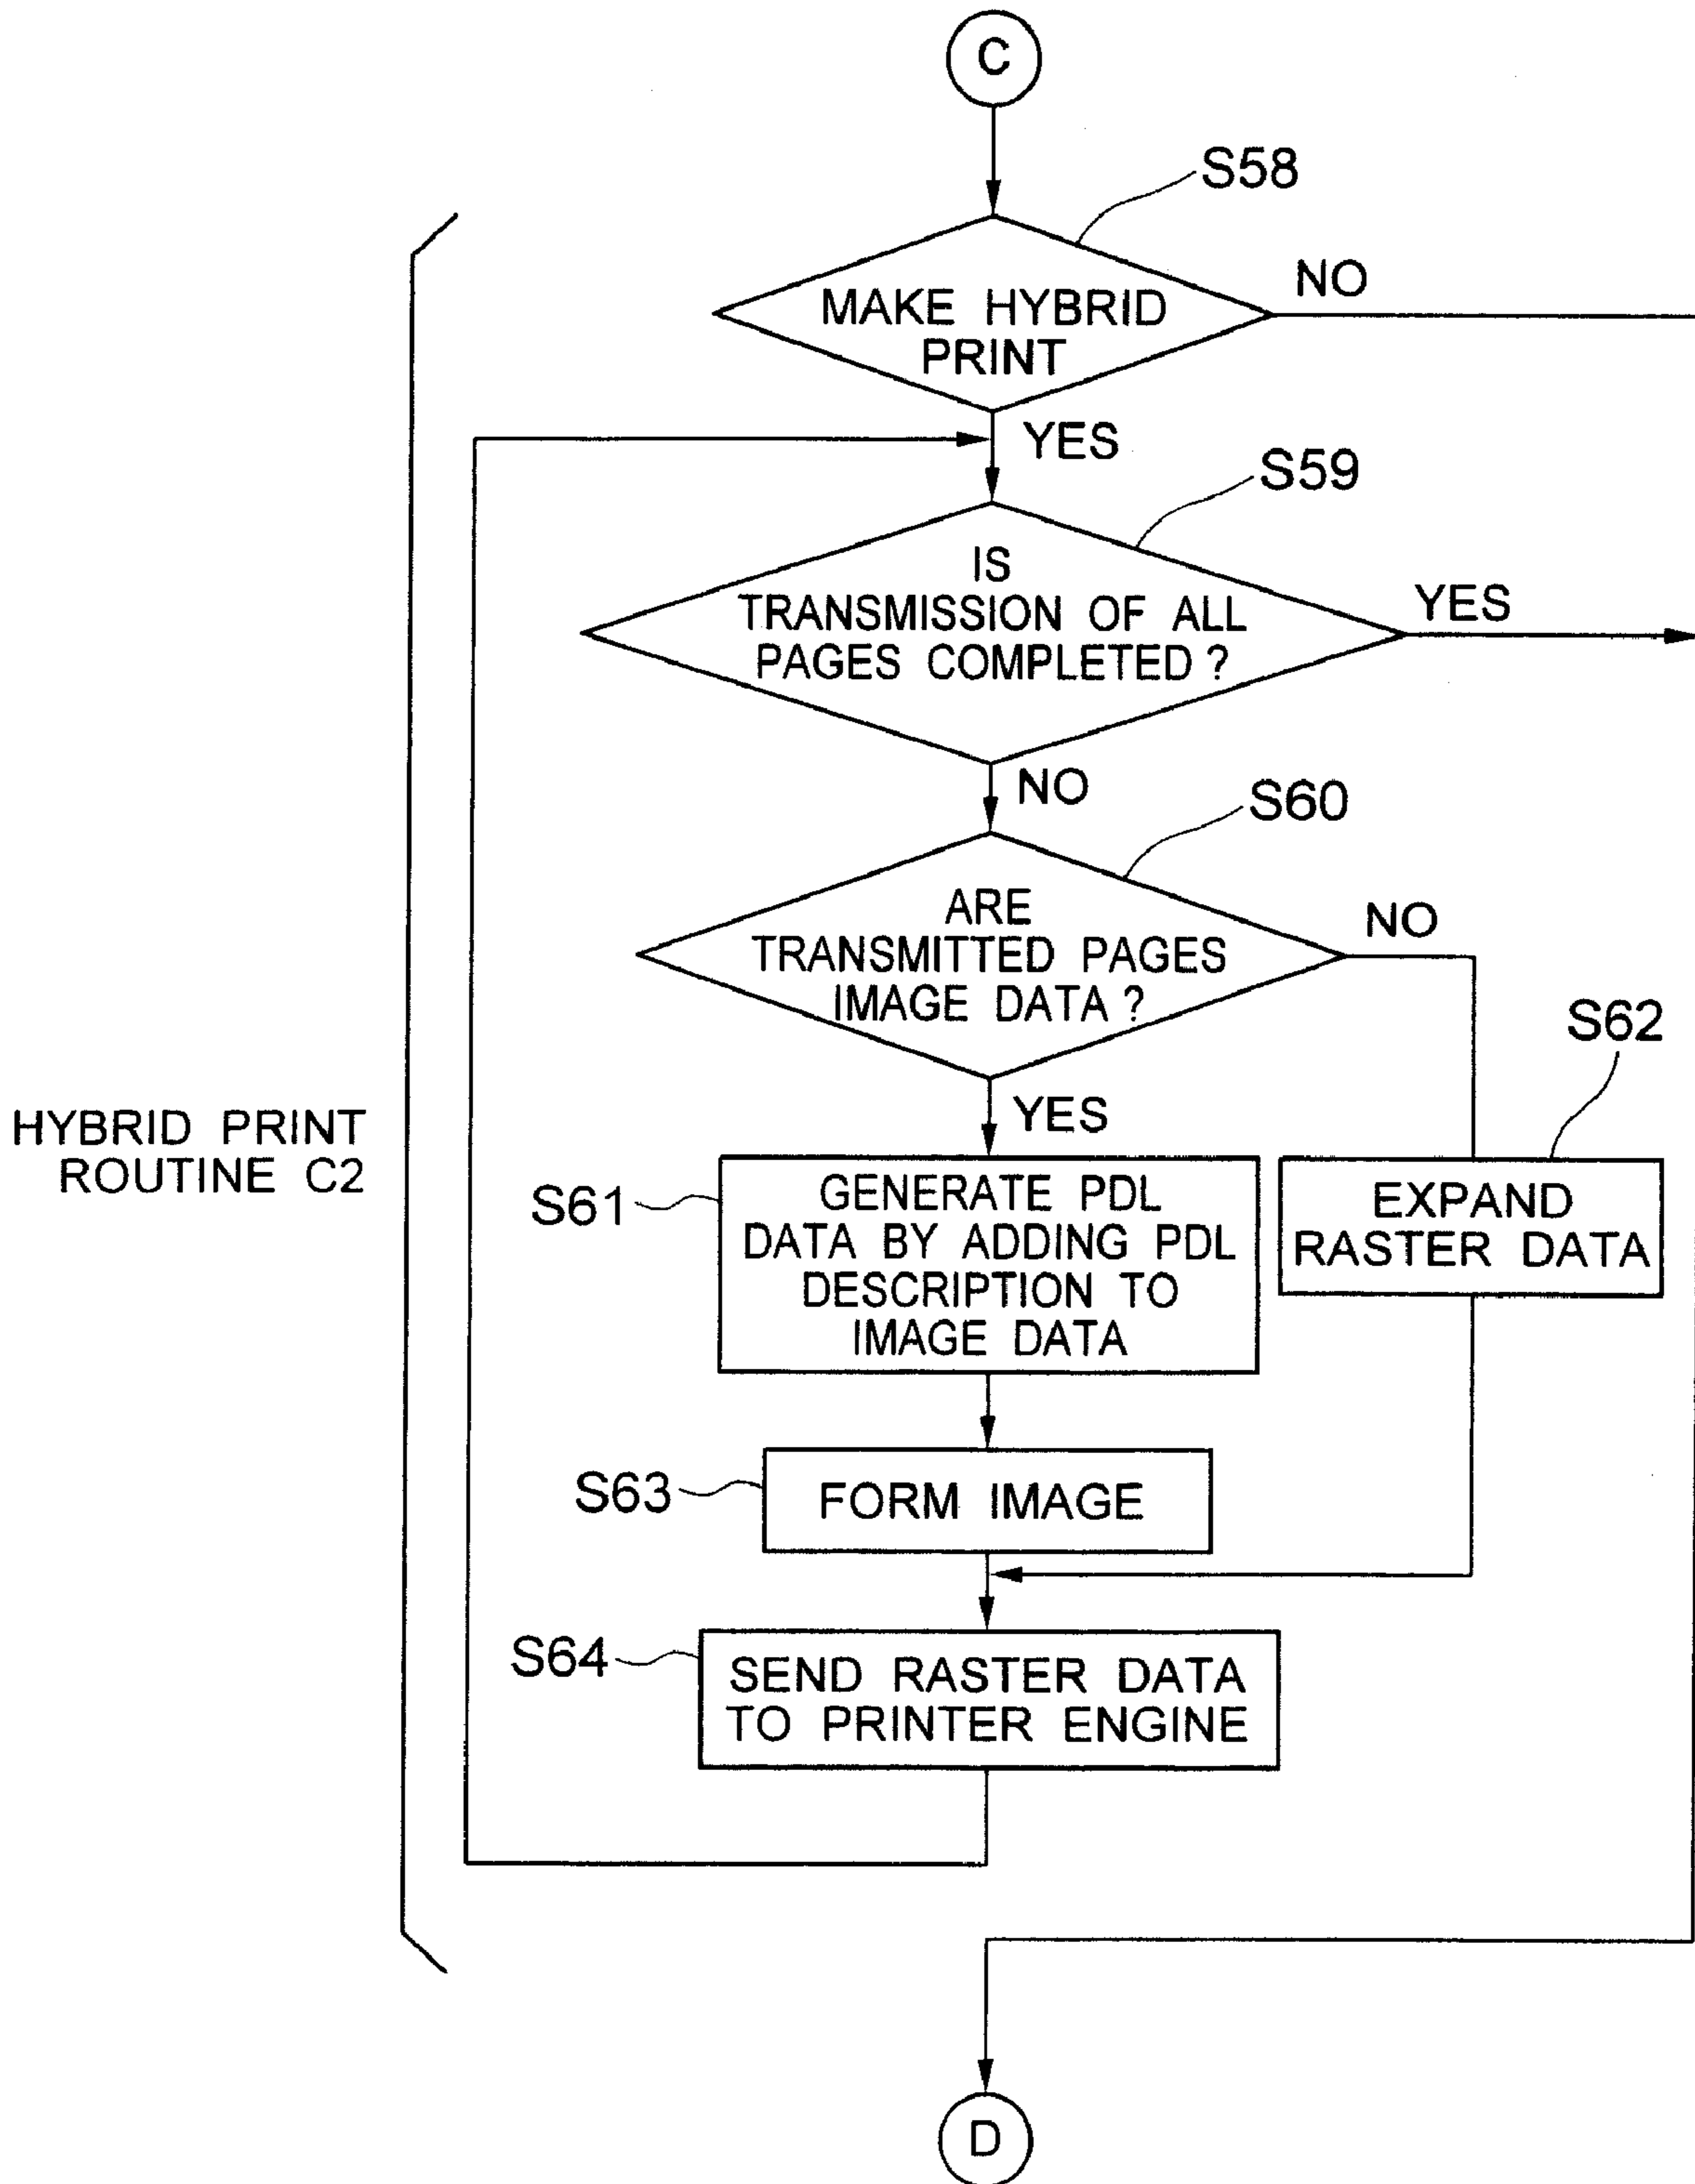 C
S58
MAKE HYBRID
PRINT
NO
YES
S59
IS
TRANSMISSION OF ALL
PAGES COMPLETED ?
YES
NO
S60
ARE
TRANSMITTED PAGES
IMAGE DATA ?
NO
YES
S62
EXPAND
RASTER DATA
HYBRID PRINT
ROUTINE C2
S61
GENERATE PDL
DATA BY ADDING PDL
DESCRIPTION TO
IMAGE DATA
S63
FORM IMAGE
S64
SEND RASTER DATA
TO PRINTER ENGINE
D